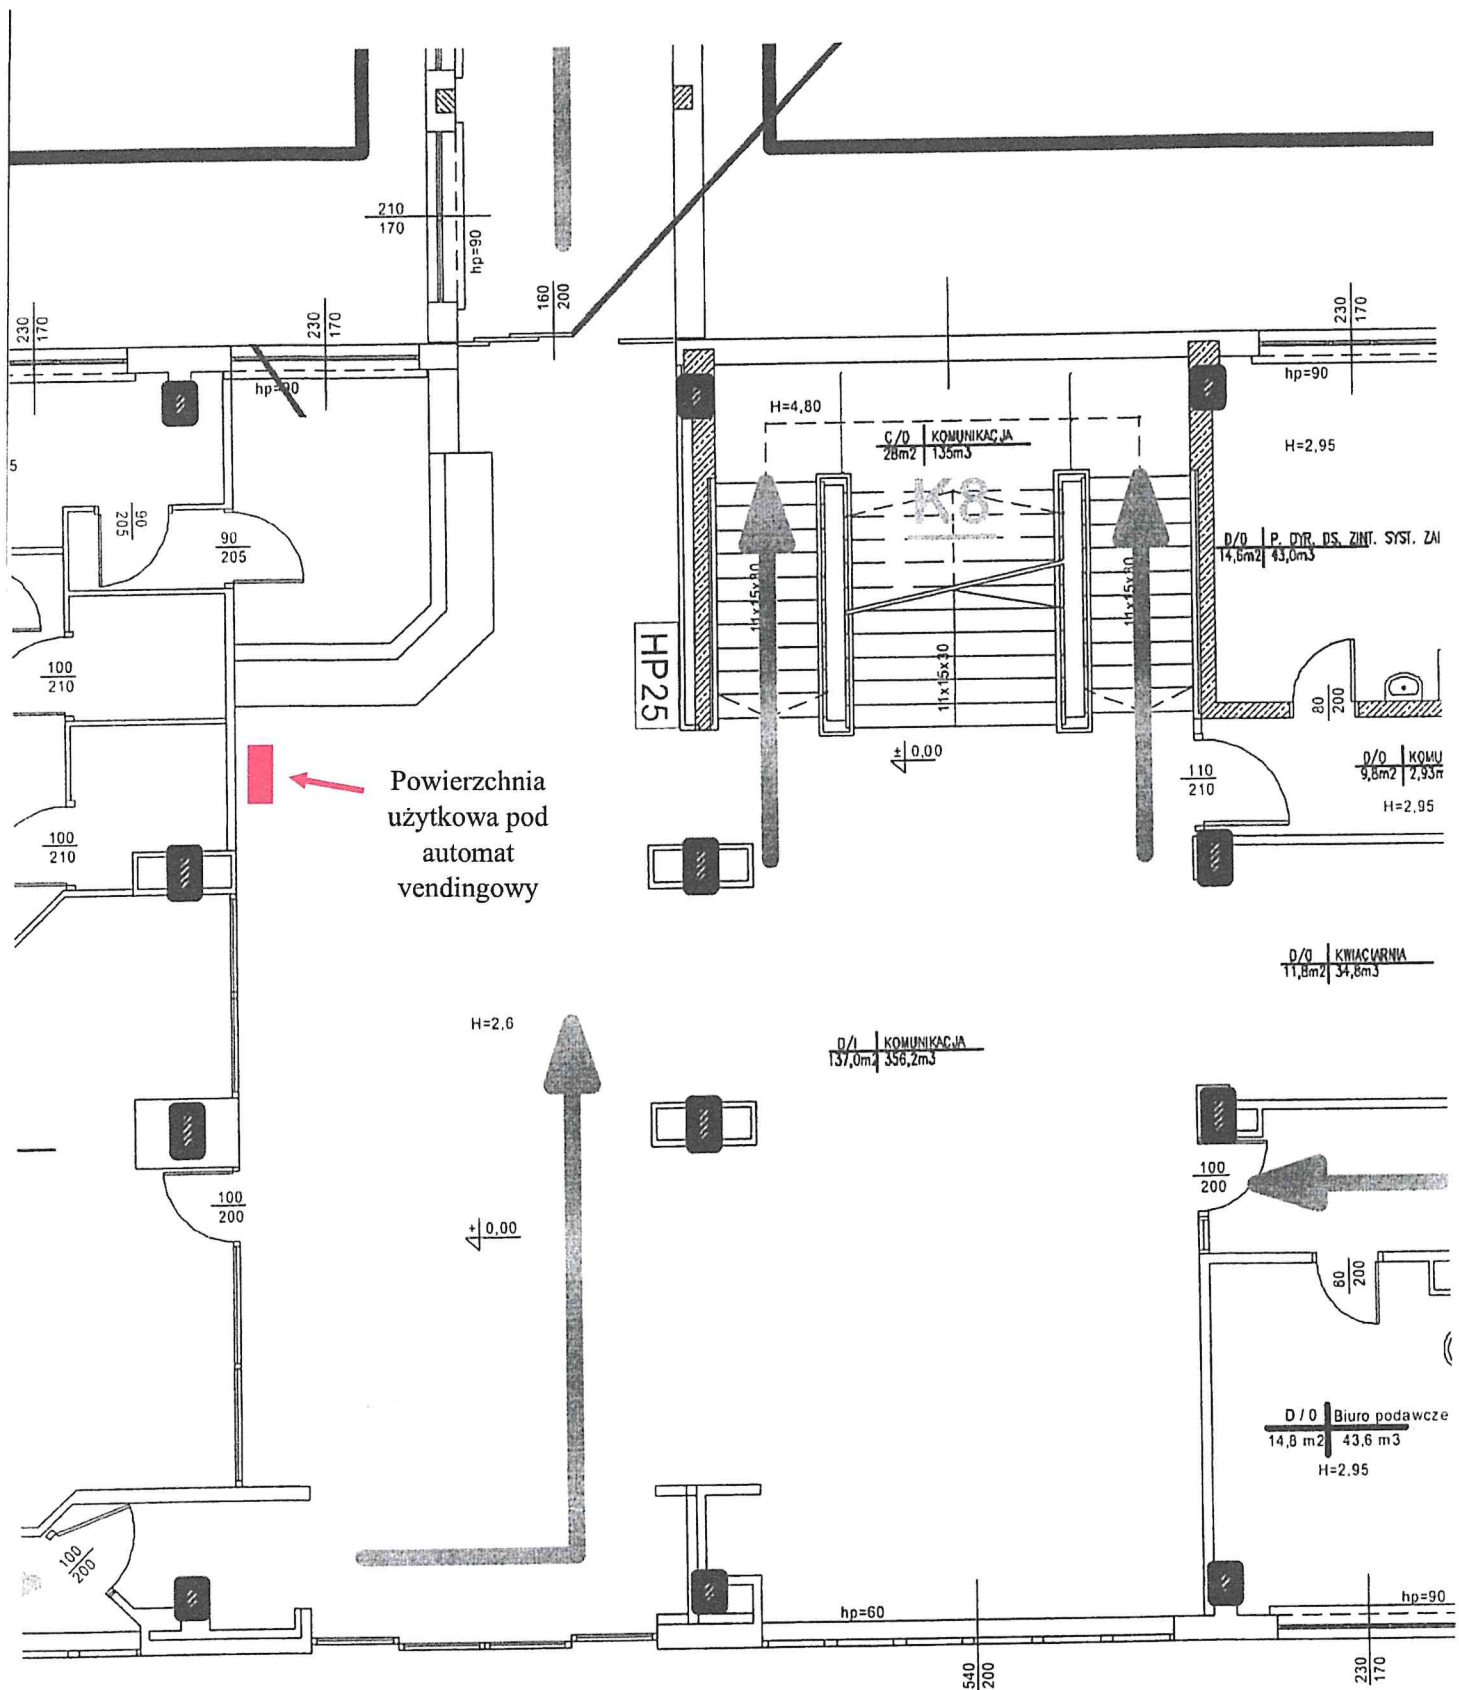 210
170
hp=90
160
200
230
170
230
170
230
170
hp=90
hp=90
H=4,80
C/0 KOMUNIKACJA
28m2 135m3
K8
H=2,95
5
90
205
90
205
D/0 P. DYR. DS. ZINT. SYST. ZAI
14,6m2 43,0m3
11x15x30
11x15x30
11x15x30
HP25
100
210
80
200
± 0,00
D/0 KOMU
9,8m2 2,93m
H=2,95
110
210
Powierzchnia
użytkowa pod
automat
vendingowy
100
210
D/0 KWIACIARNIA
11,8m2 34,8m3
H=2,6
D/I KOMUNIKACJA
137,0m2 356,2m3
100
200
100
200
± 0,00
80
200
D/0 Biuro podawcze
14,8 m2 43,6 m3
H=2,95
100
200
hp=60
hp=90
540
200
230
170